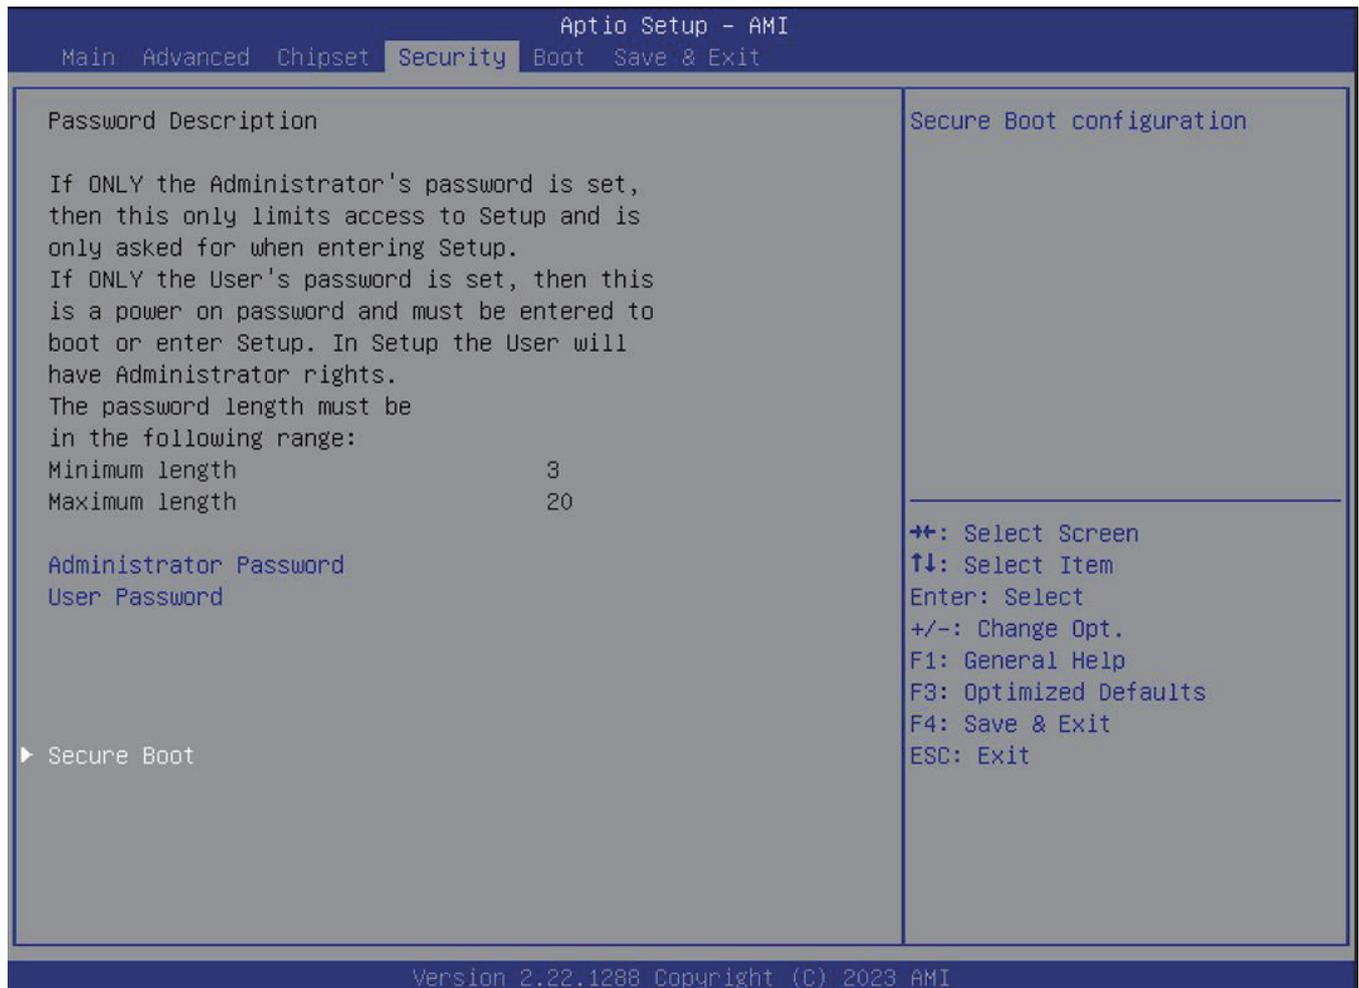 Aptio Setup – AMI
Main Advanced Chipset Security Boot Save & Exit
Password Description
If ONLY the Administrator's password is set,
then this only limits access to Setup and is
only asked for when entering Setup.
If ONLY the User's password is set, then this
is a power on password and must be entered to
boot or enter Setup. In Setup the User will
have Administrator rights.
The password length must be
in the following range:
Minimum length 3
Maximum length 20
Administrator Password
User Password
▶ Secure Boot
Secure Boot configuration
→←: Select Screen
↑↓: Select Item
Enter: Select
+/-: Change Opt.
F1: General Help
F3: Optimized Defaults
F4: Save & Exit
ESC: Exit
Version 2.22.1288 Copyright (C) 2023 AMI